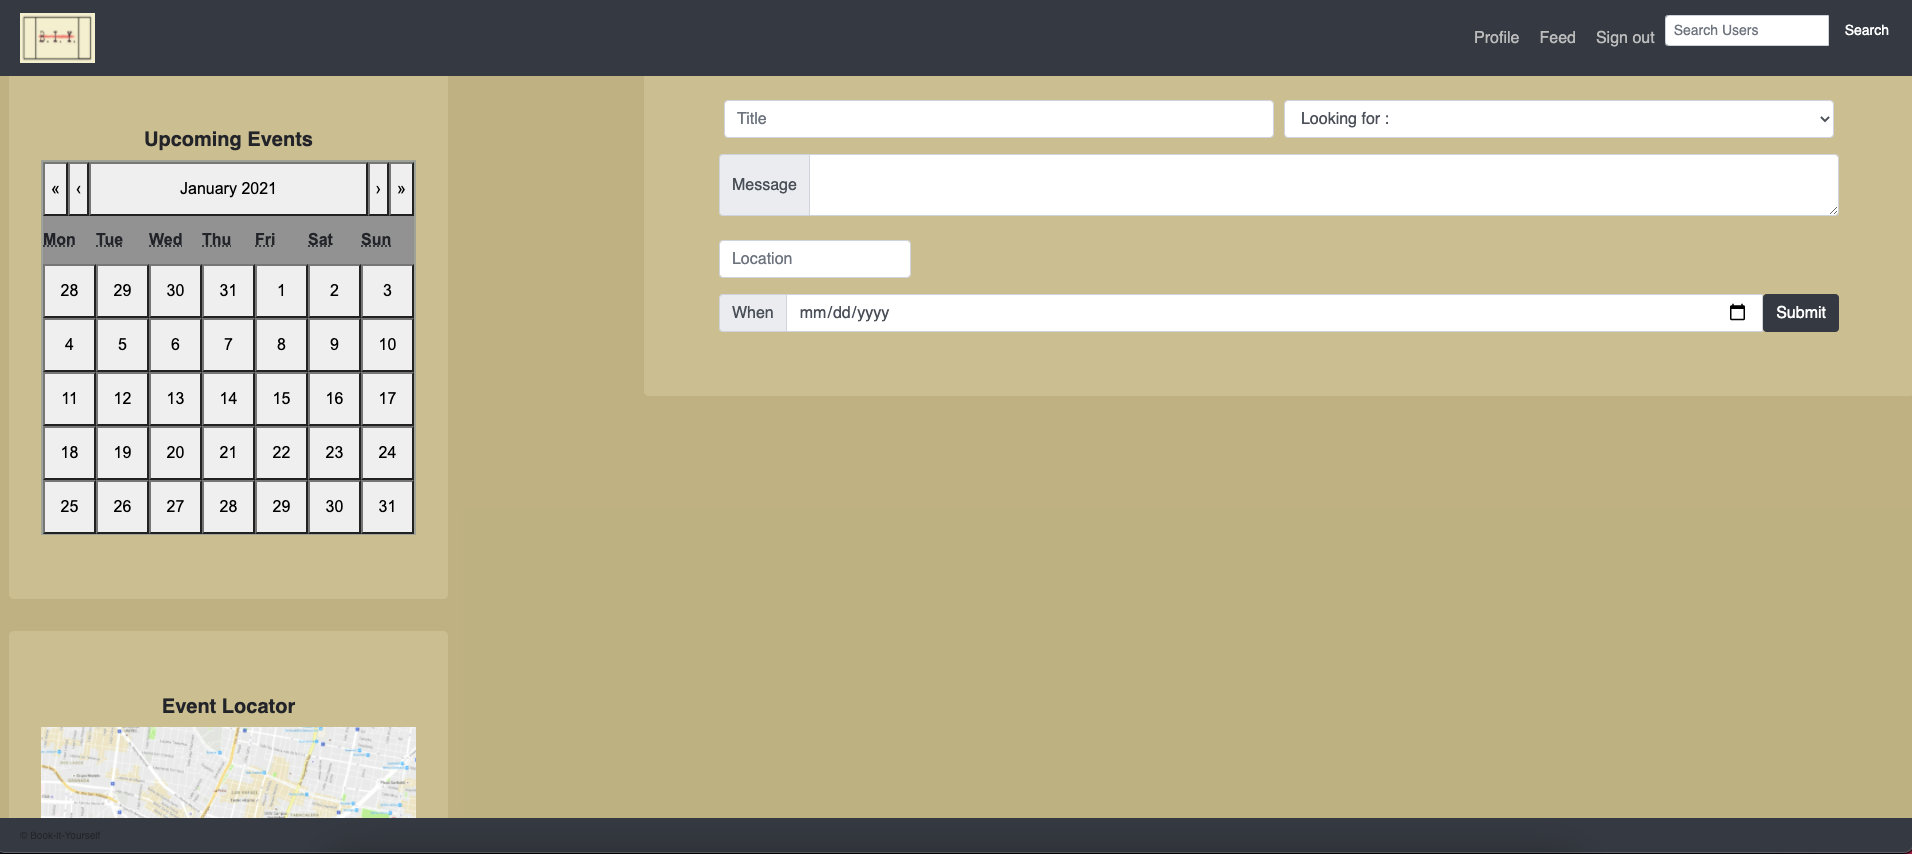 B. I. Y.
Profile Feed Sign out Search Users Search
Upcoming Events
« ‹ January 2021 › »
Mon Tue Wed Thu Fri Sat Sun
28 29 30 31 1 2 3
4 5 6 7 8 9 10
11 12 13 14 15 16 17
18 19 20 21 22 23 24
25 26 27 28 29 30 31
Event Locator
Title Looking for :
Message
Location
When mm/dd/yyyy Submit
© Book-It-Yourself